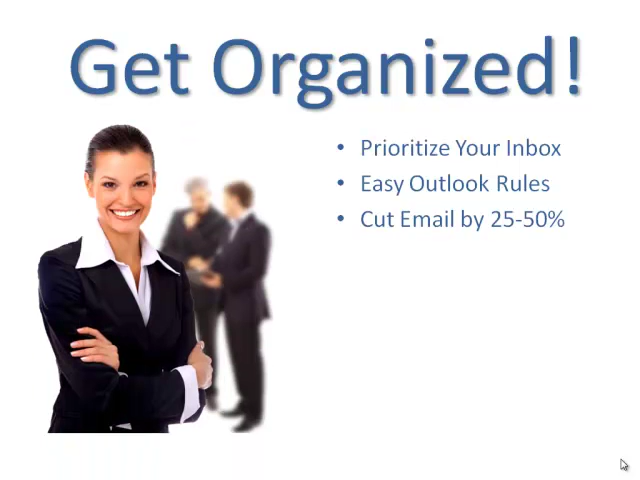 Get Organized!
• Prioritize Your Inbox
• Easy Outlook Rules
• Cut Email by 25-50%